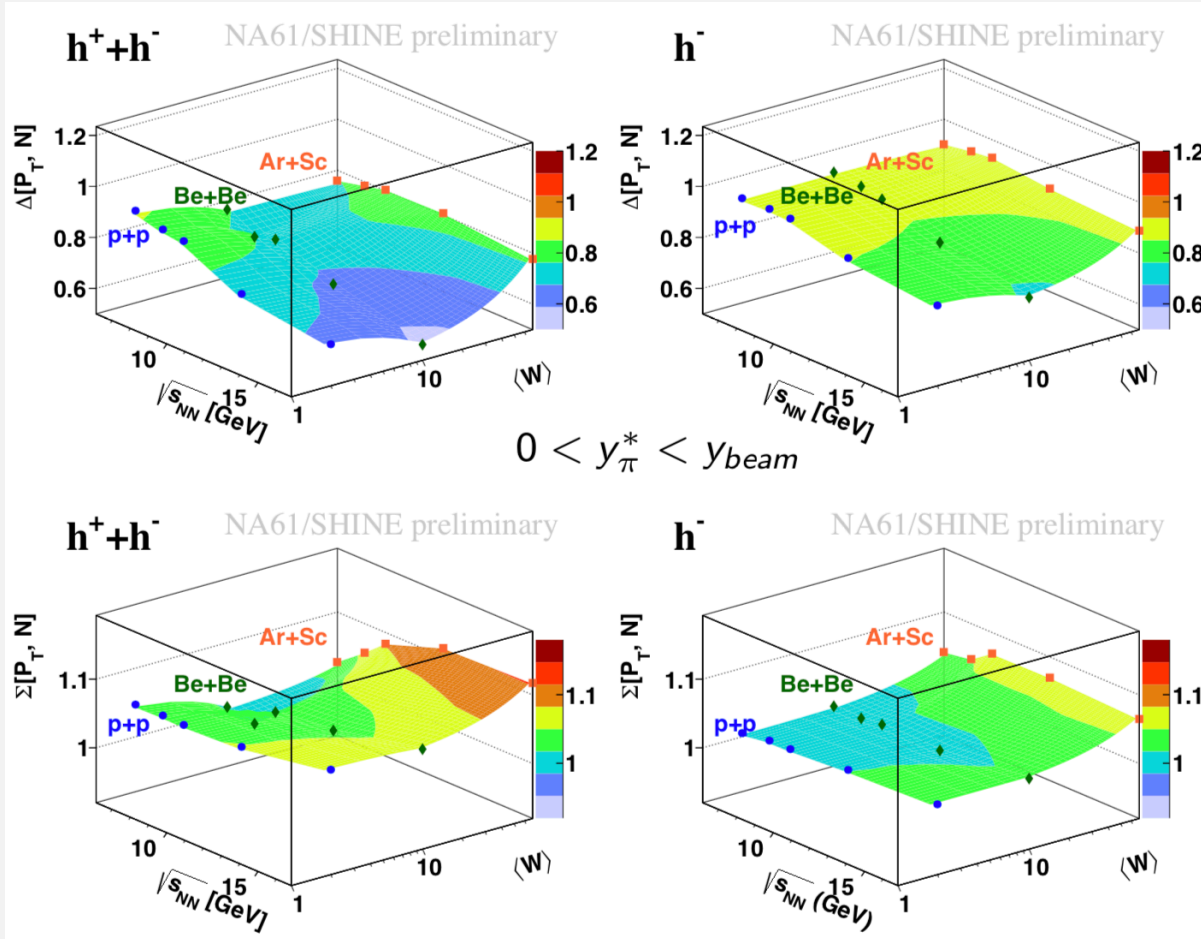 h⁺+h⁻ NA61/SHINE preliminary
Δ[P_T, N]
1.2
1
0.8
0.6
Ar+Sc
Be+Be
p+p
1.2
1
0.8
0.6
10
15
√s_NN [GeV]
1
10
⟨W⟩
h⁻ NA61/SHINE preliminary
Δ[P_T, N]
1.2
1
0.8
0.6
Ar+Sc
Be+Be
p+p
1.2
1
0.8
0.6
10
15
√s_NN [GeV]
1
10
⟨W⟩
0 < y*_π < y_beam
h⁺+h⁻ NA61/SHINE preliminary
Σ[P_T, N]
1.1
1
Ar+Sc
Be+Be
p+p
1.1
1
10
15
√s_NN [GeV]
1
10
⟨W⟩
h⁻ NA61/SHINE preliminary
Σ[P_T, N]
1.1
1
Ar+Sc
Be+Be
p+p
1.1
1
10
15
√s_NN (GeV)
1
10
⟨W⟩